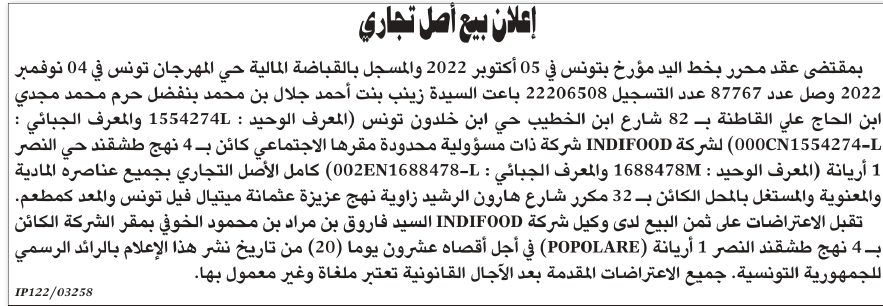 إعلان بيع أصل تجاري
بمقتضى عقد محرر بخط اليد مؤرخ بتونس في 05 أكتوبر 2022 والمسجل بالقباضة المالية حي المهرجان تونس في 04 نوفمبر
2022 وصل عدد 87767 عدد التسجيل 22206508 باعت السيدة زينب بنت أحمد جلال بن محمد بنفضل حرم محمد مجدي
ابن الحاج علي القاطنة بـ 82 شارع ابن الخطيب حي ابن خلدون تونس (المعرف الوحيد : 1554274L والمعرف الجبائي :
000CN1554274-L) لشركة INDIFOOD شركة ذات مسؤولية محدودة مقرها الاجتماعي كائن بـ 4 نهج طشقند حي النصر
1 أريانة (المعرف الوحيد : 1688478M والمعرف الجبائي : 002EN1688478-L) كامل الأصل التجاري بجميع عناصره المادية
والمعنوية والمستغل بالمحل الكائن بـ 32 مكرر شارع هارون الرشيد زاوية نهج عزيزة عثمانة ميتيال فيل تونس والمعد كمطعم.
تقبل الاعتراضات على ثمن البيع لدى وكيل شركة INDIFOOD السيد فاروق بن مراد بن محمود الخوفي بمقر الشركة الكائن
بـ 4 نهج طشقند النصر 1 أريانة (POPOLARE) في أجل أقصاه عشرون يوما (20) من تاريخ نشر هذا الإعلام بالرائد الرسمي
للجمهورية التونسية. جميع الاعتراضات المقدمة بعد الآجال القانونية تعتبر ملغاة وغير معمول بها.
IP122/03258